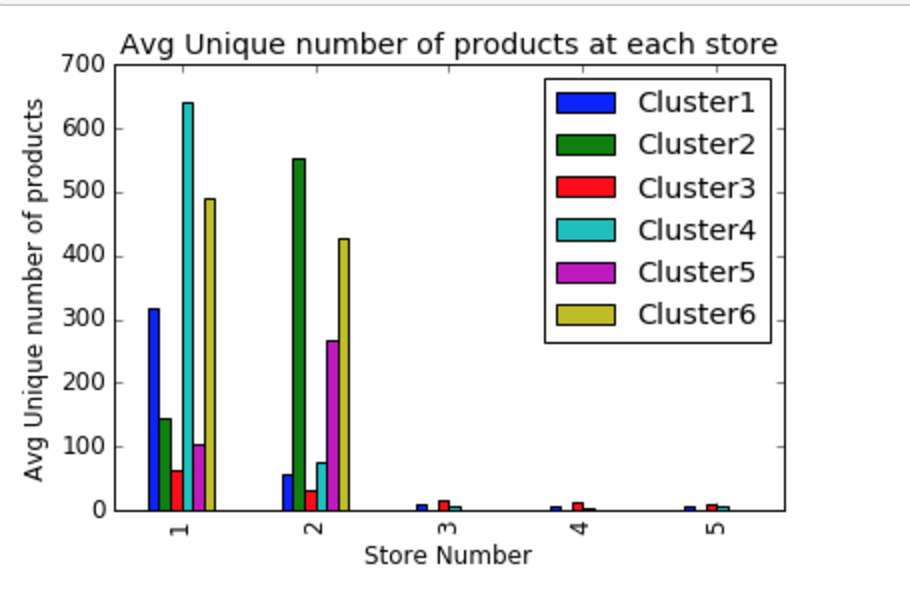 Avg Unique number of products at each store
Avg Unique number of products
700
600
500
400
300
200
100
0
Cluster1
Cluster2
Cluster3
Cluster4
Cluster5
Cluster6
1
2
3
4
5
Store Number